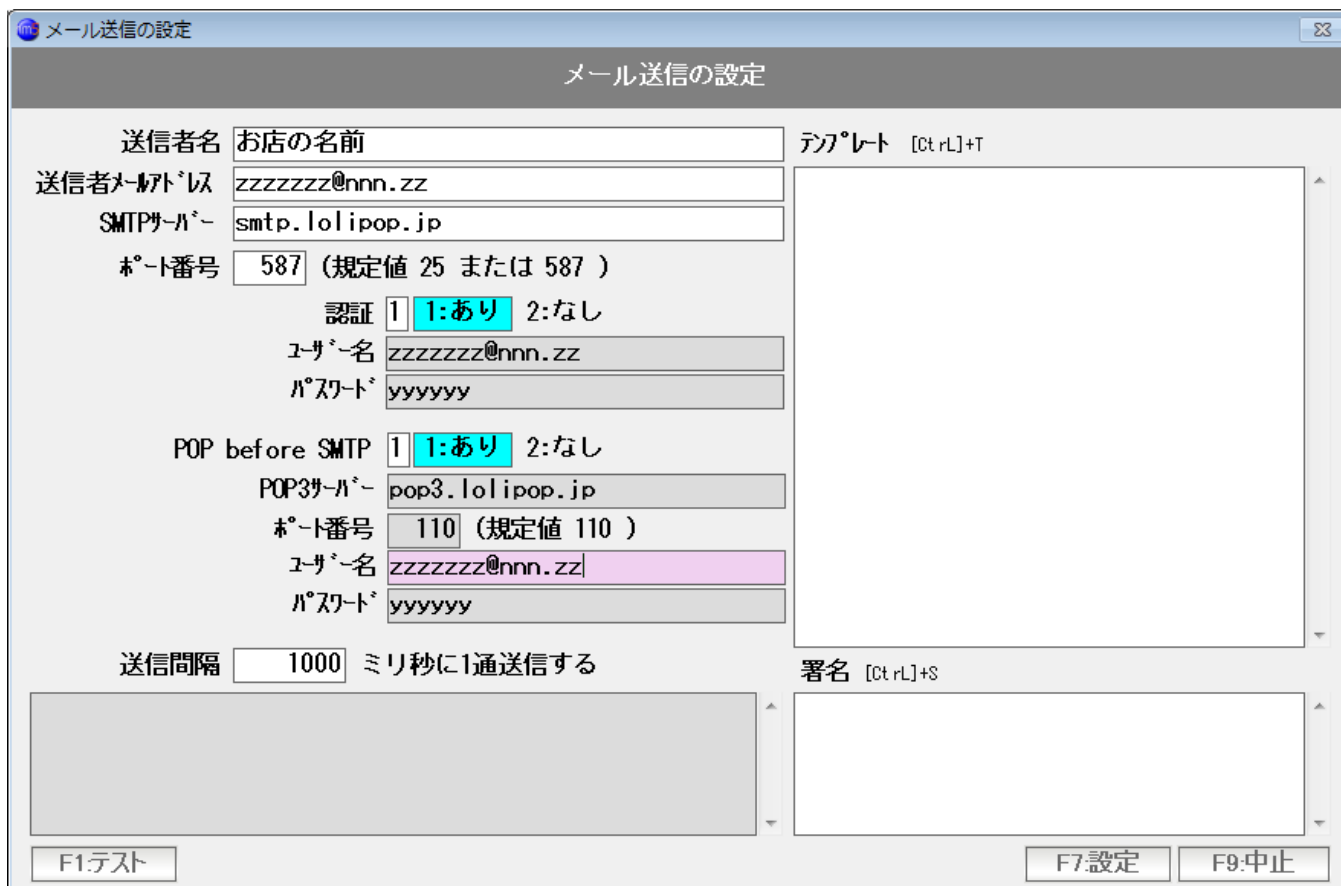 メール送信の設定
メール送信の設定
送信者名 お店の名前
送信者ﾒｰﾙｱﾄﾞﾚｽ zzzzzzz@nnn.zz
SMTPｻｰﾊﾞｰ smtp.lolipop.jp
ﾎﾟｰﾄ番号 587 (規定値 25 または 587 )
認証 1 1:あり 2:なし
ﾕｰｻﾞｰ名 zzzzzzz@nnn.zz
ﾊﾟｽﾜｰﾄﾞ yyyyyy
POP before SMTP 1 1:あり 2:なし
POP3ｻｰﾊﾞｰ pop3.lolipop.jp
ﾎﾟｰﾄ番号 110 (規定値 110 )
ﾕｰｻﾞｰ名 zzzzzzz@nnn.zz
ﾊﾟｽﾜｰﾄﾞ yyyyyy
送信間隔 1000 ミリ秒に1通送信する
ﾃﾝﾌﾟﾚｰﾄ [CtrL]+T
署名 [CtrL]+S
F1:テスト
F7:設定
F9:中止